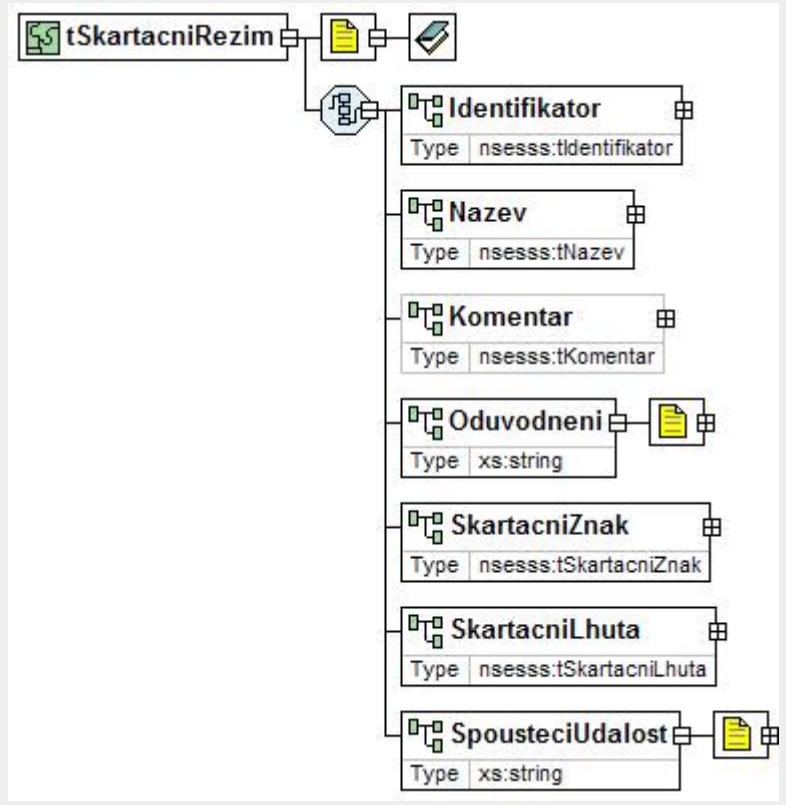 tSkartacniRezim
Identifikator
Type nsesss:tIdentifikator
Nazev
Type nsesss:tNazev
Komentar
Type nsesss:tKomentar
Oduvodneni
Type xs:string
SkartacniZnak
Type nsesss:tSkartacniZnak
SkartacniLhuta
Type nsesss:tSkartacniLhuta
SpousteciUdalost
Type xs:string